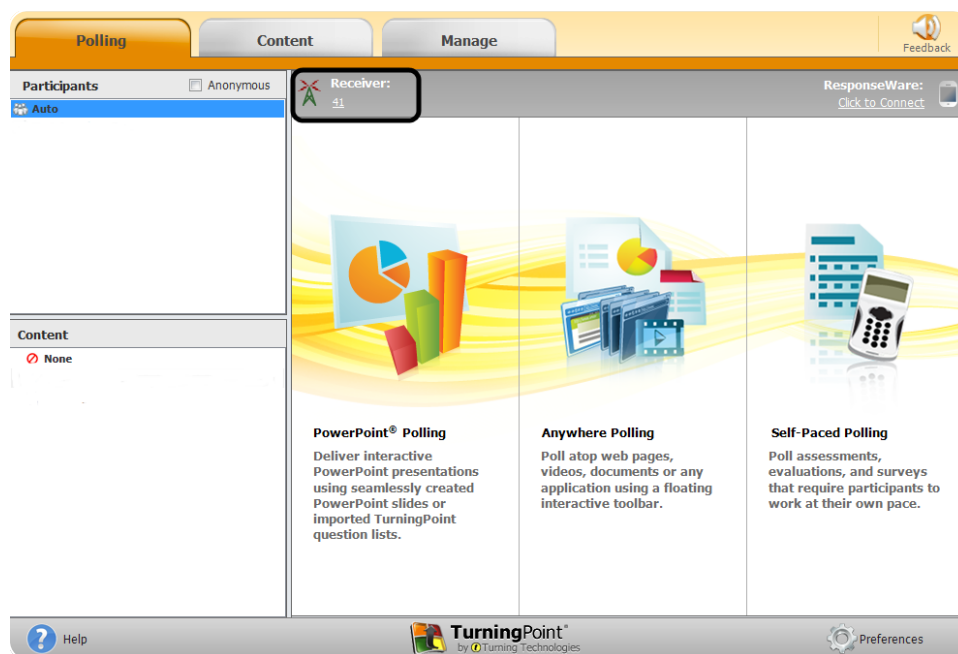 Polling
Content
Manage
Feedback
Participants
Anonymous
Auto
Receiver:
41
ResponseWare:
Click to Connect
Content
None
PowerPoint® Polling
Deliver interactive
PowerPoint presentations
using seamlessly created
PowerPoint slides or
imported TurningPoint
question lists.
Anywhere Polling
Poll atop web pages,
videos, documents or any
application using a floating
interactive toolbar.
Self-Paced Polling
Poll assessments,
evaluations, and surveys
that require participants to
work at their own pace.
Help
TurningPoint®
by Turning Technologies
Preferences